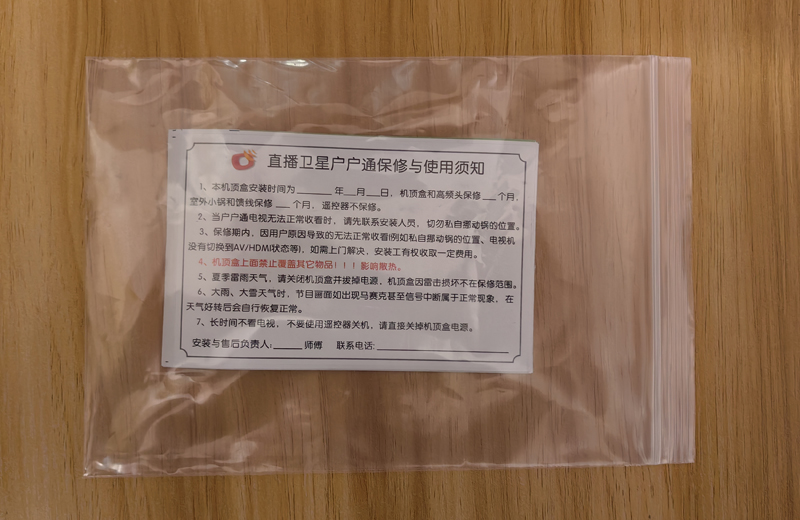 直播卫星户户通保修与使用须知
1、本机顶盒安装时间为______年__月__日，机顶盒和高频头保修__个月，
室外小锅和馈线保修__个月，遥控器不保修。
2、当户户通电视无法正常收看时，请先联系安装人员，切勿私自挪动锅的位置。
3、保修期内，因用户原因导致的无法正常收看(例如私自挪动锅的位置、电视机
没有切换到AV/HDMI状态等)，如需上门解决，安装工有权收取一定费用。
4、机顶盒上面禁止覆盖其它物品！！！影响散热。
5、夏季雷雨天气，请关闭机顶盒并拔掉电源、机顶盒因雷击损坏不在保修范围。
6、大雨、大雪天气时，节目画面如出现马赛克甚至信号中断属于正常现象，在
天气好转后会自行恢复正常。
7、长时间不看电视，不要使用遥控器关机，请直接关掉机顶盒电源。
安装与售后负责人:_____师傅 联系电话:____________________